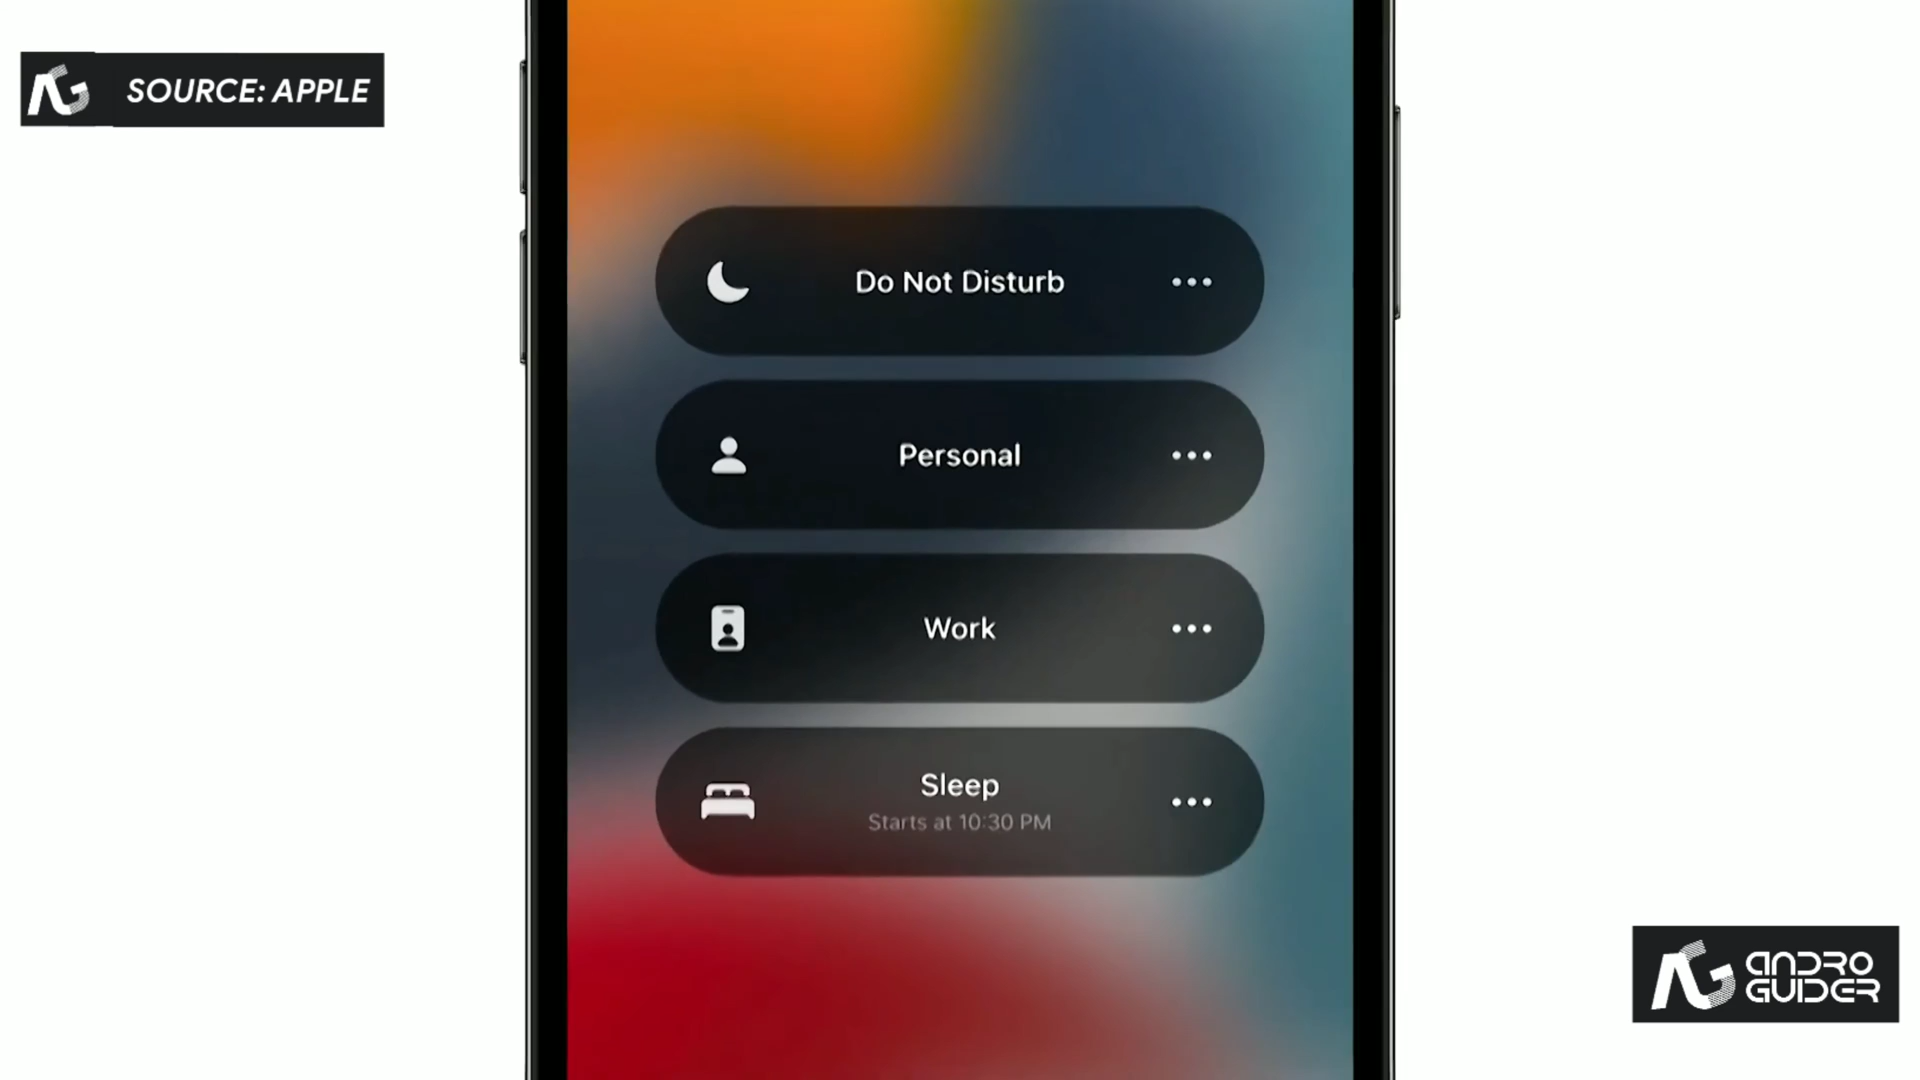 SOURCE: APPLE
Do Not Disturb
Personal
Work
Sleep
Starts at 10:30 PM
ANDRO
GUIDER